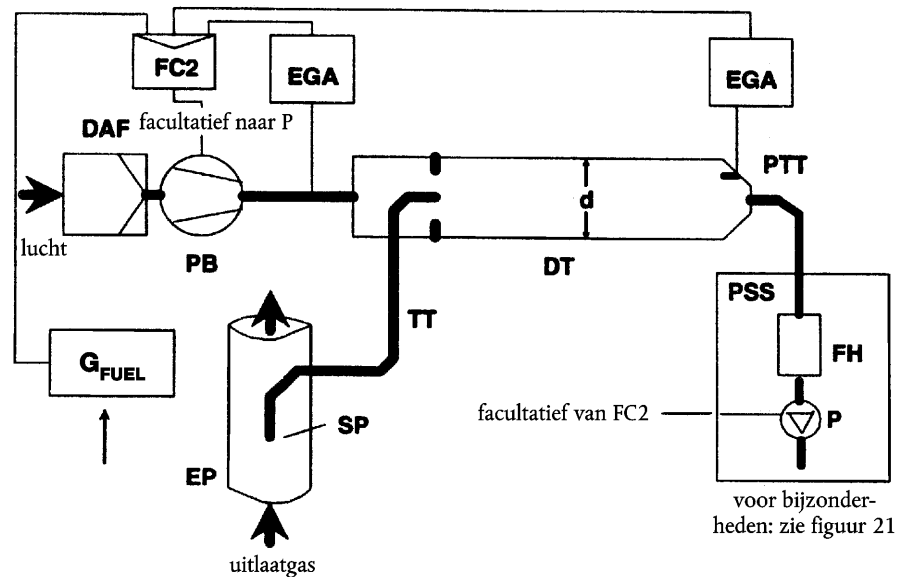 FC2
EGA
EGA
DAF
facultatief naar P
PTT
lucht
d
PB
DT
PSS
TT
FH
G FUEL
facultatief van FC2
P
SP
EP
voor bijzonder-
heden: zie figuur 21
uitlaatgas